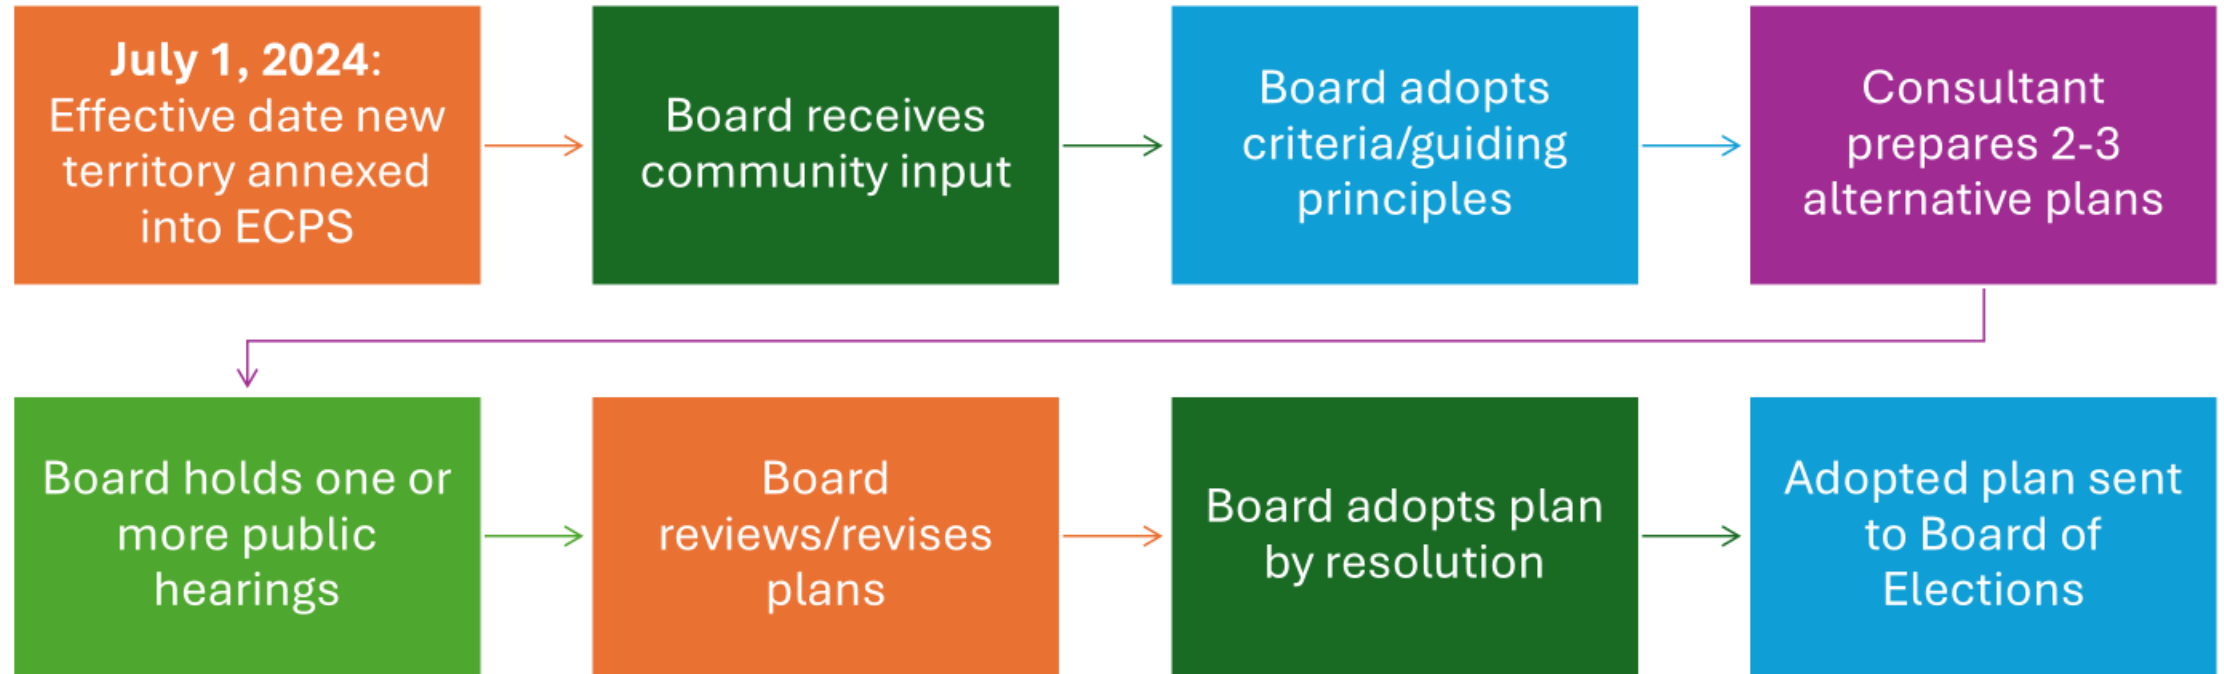 July 1, 2024:
Effective date new
territory annexed
into ECPS
Board receives
community input
Board adopts
criteria/guiding
principles
Consultant
prepares 2-3
alternative plans
Board holds one or
more public
hearings
Board
reviews/revises
plans
Board adopts plan
by resolution
Adopted plan sent
to Board of
Elections